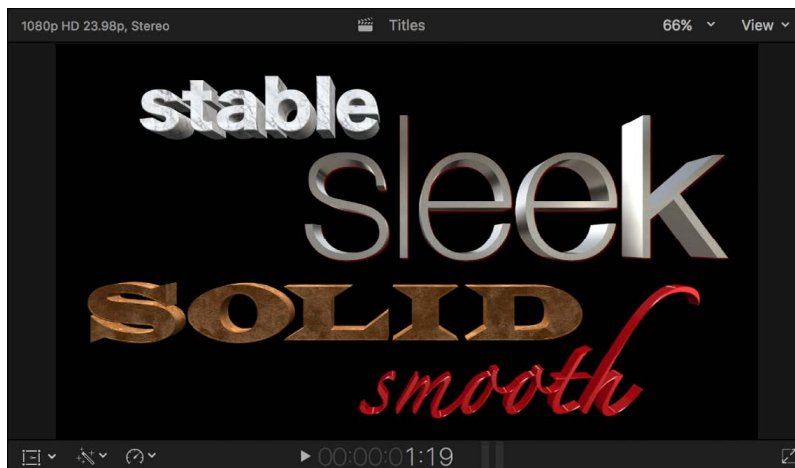 1080p HD 23.98p, Stereo Titles 66% View
stable
sleek
SOLID
smooth
00:00:01:19